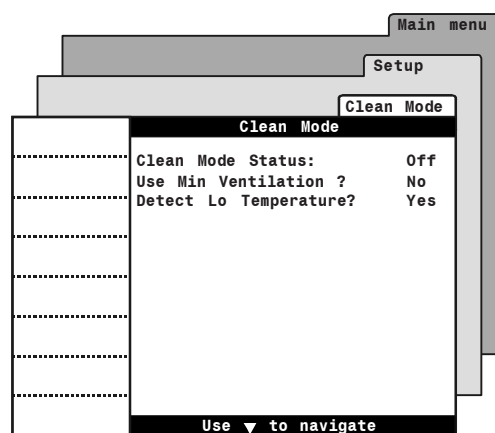 Main menu
Setup
Clean Mode
Clean Mode
Clean Mode Status: Off
Use Min Ventilation ? No
Detect Lo Temperature? Yes
Use ▼ to navigate